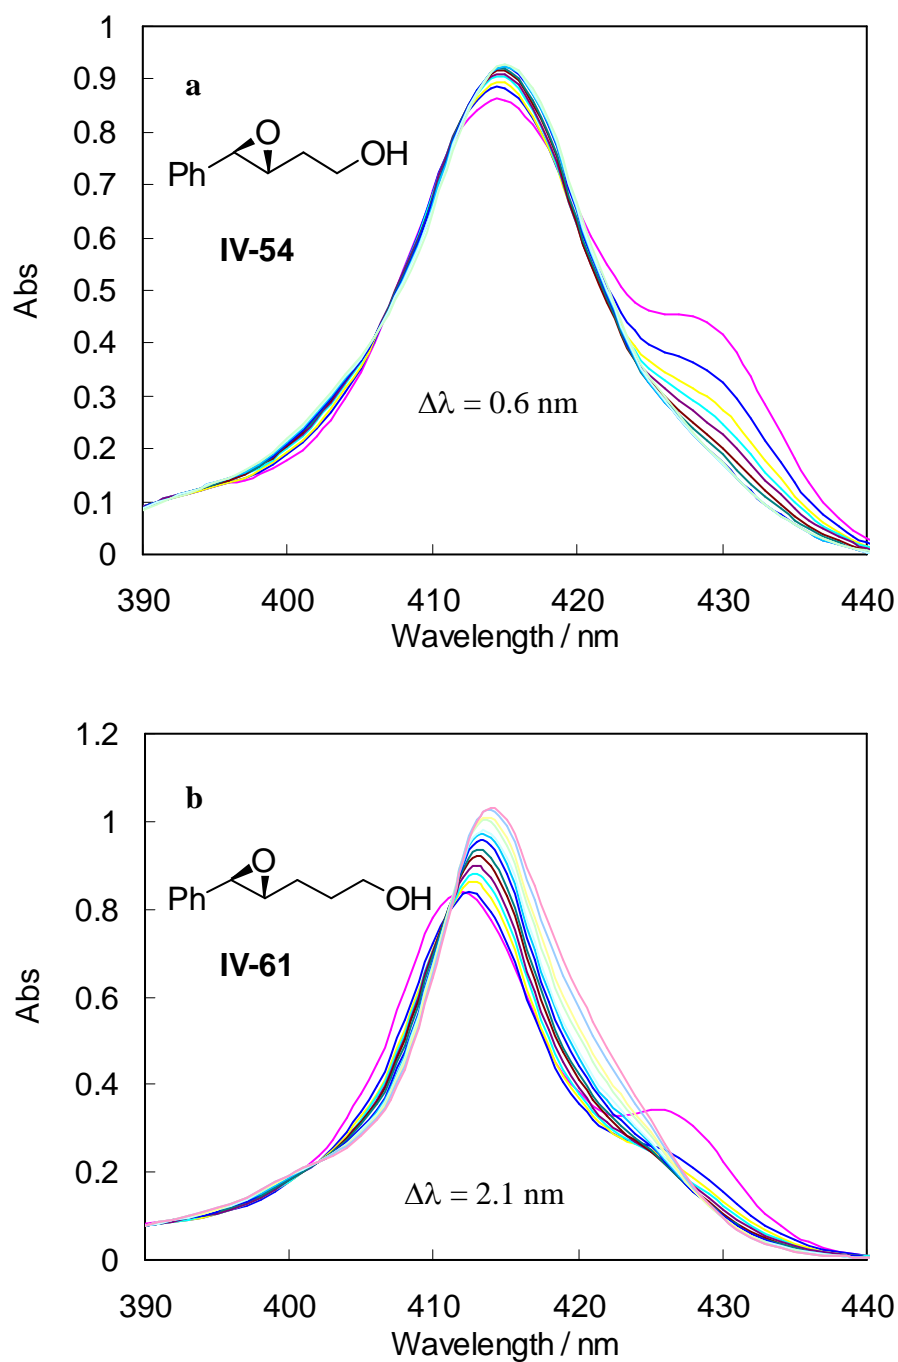 1
0.9
0.8
0.7
0.6
0.5
0.4
0.3
0.2
0.1
0
Abs
a
O
Ph
OH
IV-54
Δλ = 0.6 nm
390 400 410 420 430 440
Wavelength / nm
1.2
1
0.8
0.6
0.4
0.2
0
Abs
b
O
Ph
OH
IV-61
Δλ = 2.1 nm
390 400 410 420 430 440
Wavelength / nm